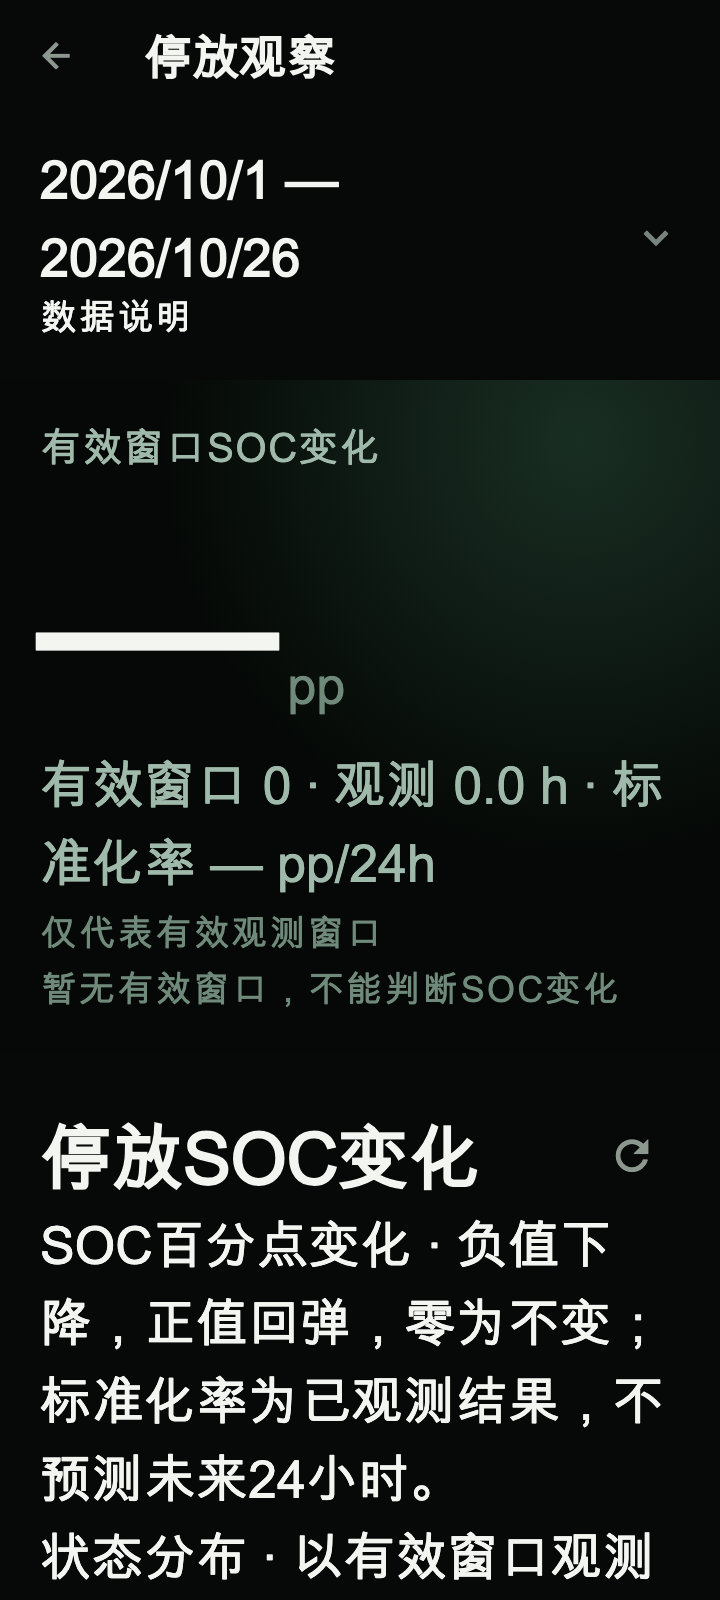 停放观察
2026/10/1 —
2026/10/26
数据说明
有效窗口SOC变化
—
pp
有效窗口 0 · 观测 0.0 h · 标
准化率 — pp/24h
仅代表有效观测窗口
暂无有效窗口，不能判断SOC变化
停放SOC变化
SOC百分点变化 · 负值下
降，正值回弹，零为不变；
标准化率为已观测结果，不
预测未来24小时。
状态分布 · 以有效窗口观测